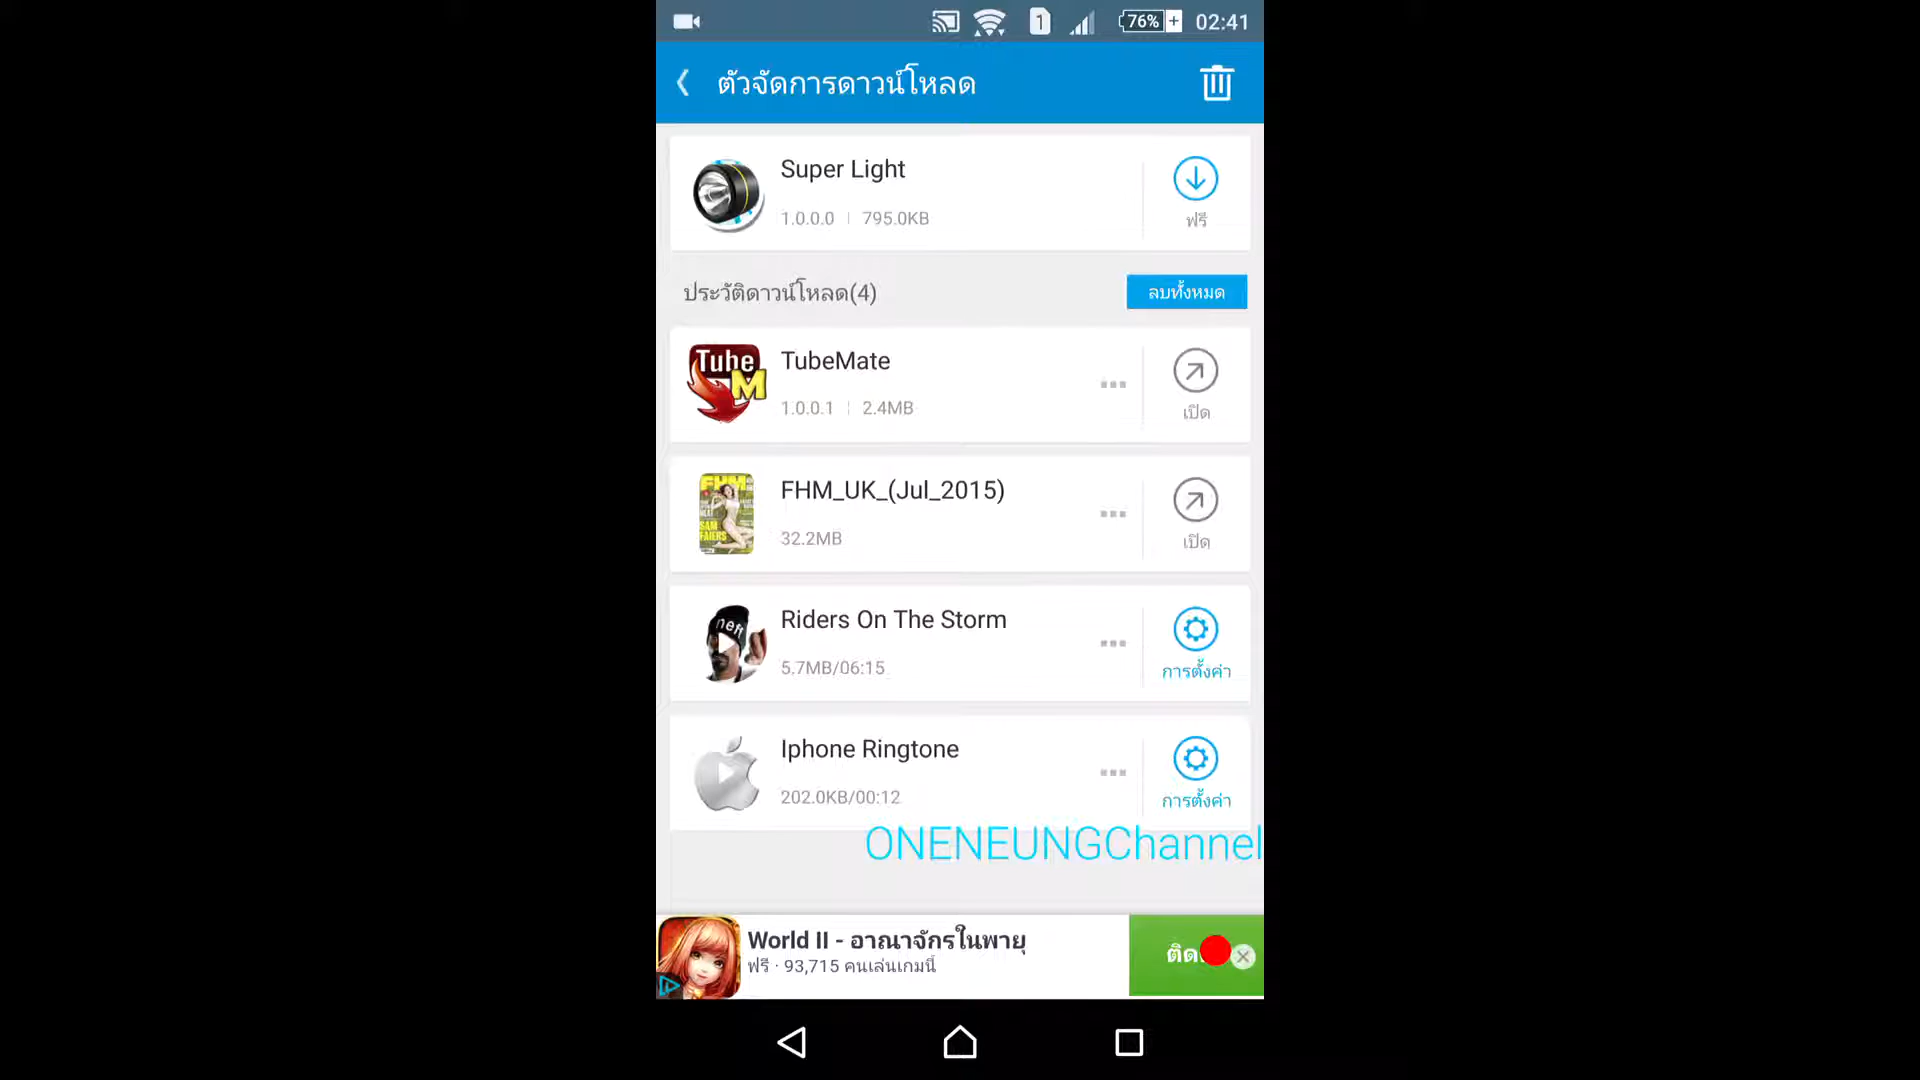 1 76% 02:41
ตัวจัดการดาวน์โหลด
Super Light
1.0.0.0 795.0KB
ฟรี
ประวัติดาวน์โหลด(4)
ลบทั้งหมด
Tube
M
TubeMate
1.0.0.1 2.4MB
เปิด
FHM
SAM
FAIERS
FHM_UK_(Jul_2015)
32.2MB
เปิด
neff
Riders On The Storm
5.7MB/06:15
การตั้งค่า
Iphone Ringtone
202.0KB/00:12
การตั้งค่า
ONENEUNGChannel
World II - อาณาจักรในพายุ
ฟรี · 93,715 คนเล่นเกมนี้